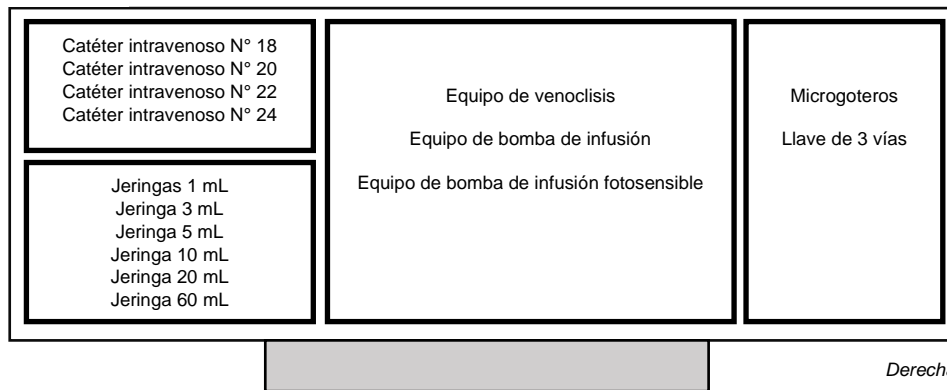 Catéter intravenoso N° 18
Catéter intravenoso N° 20
Catéter intravenoso N° 22
Catéter intravenoso N° 24
Jeringas 1 mL
Jeringa 3 mL
Jeringa 5 mL
Jeringa 10 mL
Jeringa 20 mL
Jeringa 60 mL
Equipo de venoclisis
Equipo de bomba de infusión
Equipo de bomba de infusión fotosensible
Microgoteros
Llave de 3 vías